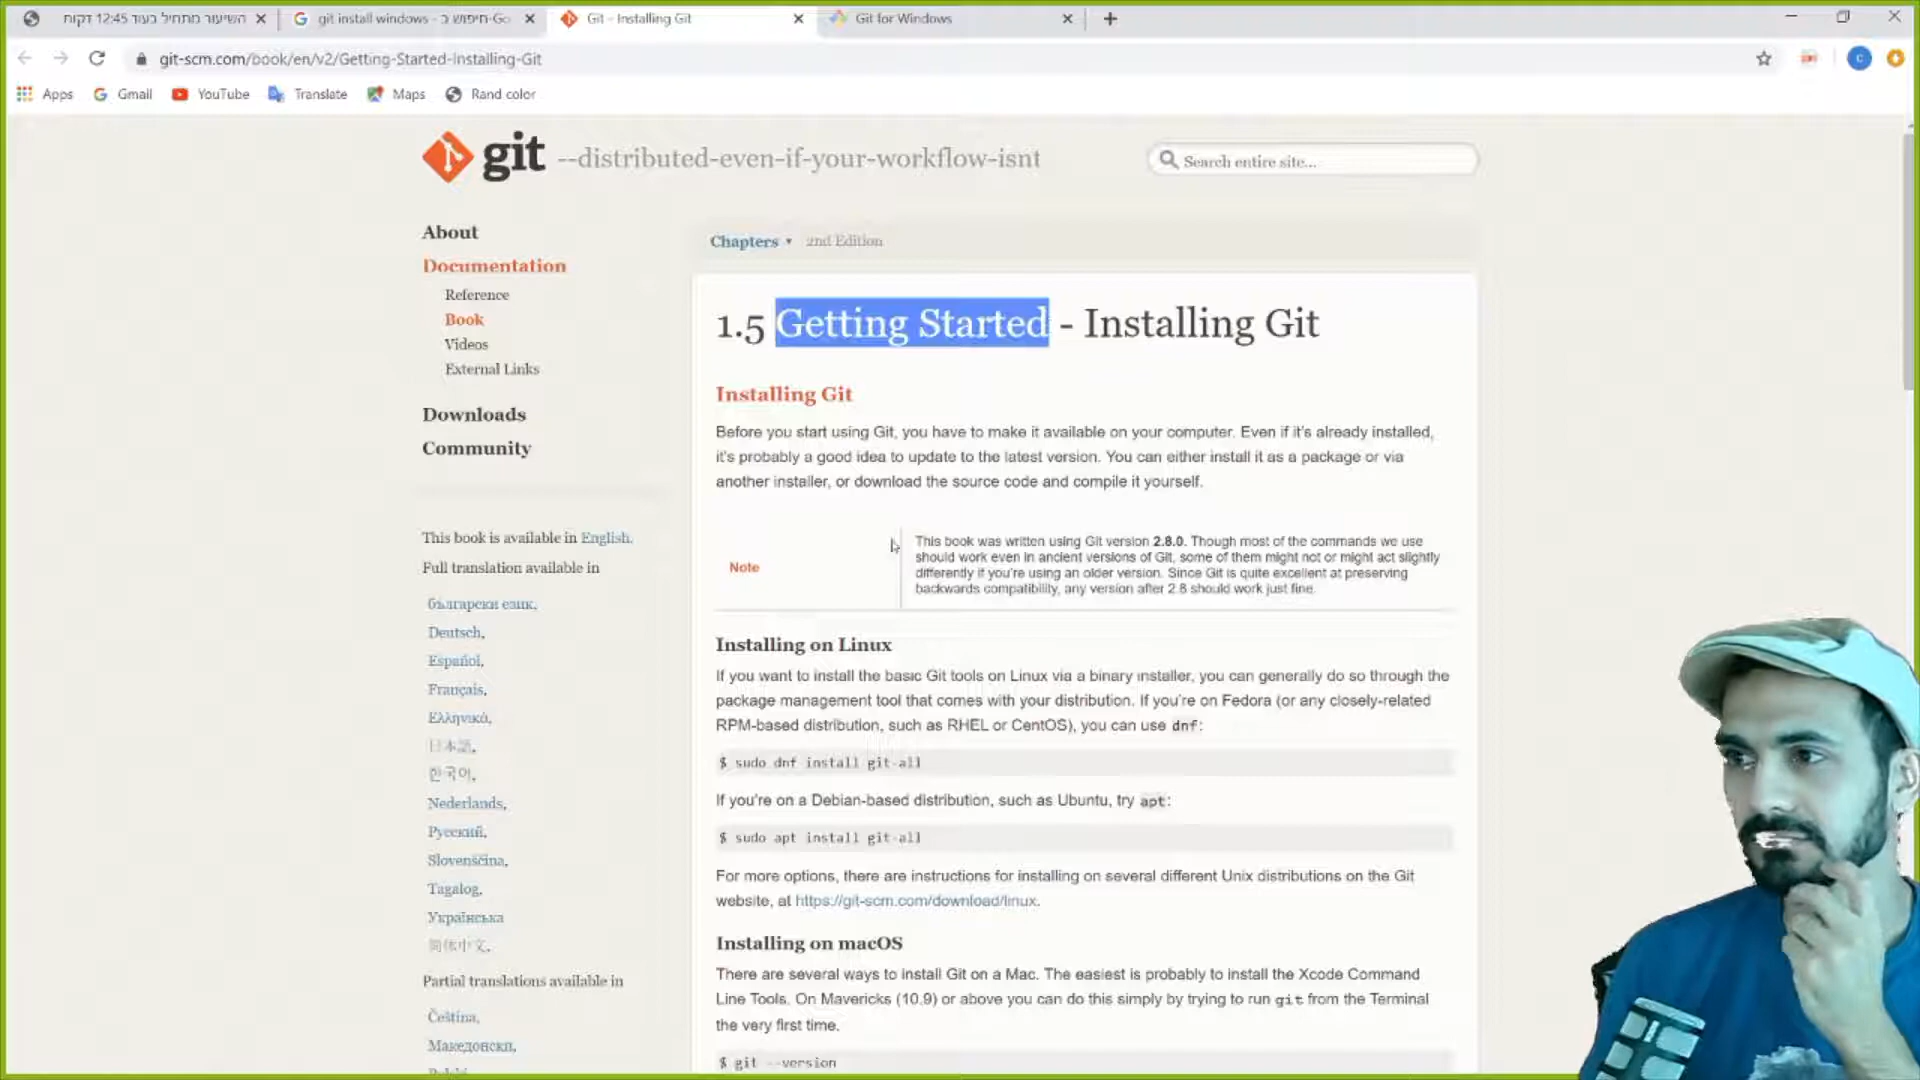 השיעור מתחיל בעוד 12:45 דקות
git install windows - חיפוש ב-Go
Git - Installing Git
Git for Windows
git-scm.com/book/en/v2/Getting-Started-Installing-Git
Apps
Gmail
YouTube
Translate
Maps
Rand color
git --distributed-even-if-your-workflow-isnt
Search entire site...
About
Documentation
Reference
Book
Videos
External Links
Downloads
Community
This book is available in English.
Full translation available in
български език,
Deutsch,
Español,
Français,
Ελληνικά,
日本語,
한국어,
Nederlands,
Русский,
Slovenščina,
Tagalog,
Українська
简体中文,
Partial translations available in
Čeština,
Македонски,
Polski,
Chapters ▾ 2nd Edition
1.5 Getting Started - Installing Git
Installing Git
Before you start using Git, you have to make it available on your computer. Even if it's already installed,
it's probably a good idea to update to the latest version. You can either install it as a package or via
another installer, or download the source code and compile it yourself.
Note
This book was written using Git version 2.8.0. Though most of the commands we use
should work even in ancient versions of Git, some of them might not or might act slightly
differently if you're using an older version. Since Git is quite excellent at preserving
backwards compatibility, any version after 2.8 should work just fine.
Installing on Linux
If you want to install the basic Git tools on Linux via a binary installer, you can generally do so through the
package management tool that comes with your distribution. If you're on Fedora (or any closely-related
RPM-based distribution, such as RHEL or CentOS), you can use dnf:
$ sudo dnf install git-all
If you're on a Debian-based distribution, such as Ubuntu, try apt:
$ sudo apt install git-all
For more options, there are instructions for installing on several different Unix distributions on the Git
website, at https://git-scm.com/download/linux.
Installing on macOS
There are several ways to install Git on a Mac. The easiest is probably to install the Xcode Command
Line Tools. On Mavericks (10.9) or above you can do this simply by trying to run git from the Terminal
the very first time.
$ git --version